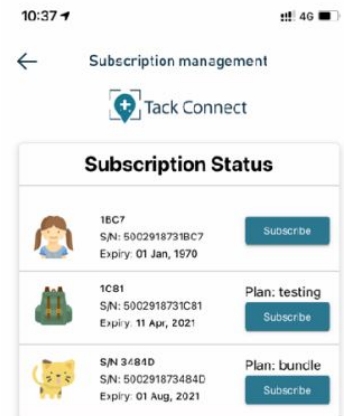 10:37
4G
Subscription management
Tack Connect
Subscription Status
1BC7
S/N: 5002918731BC7
Subscribe
Expiry: 01 Jan, 1970
1C81
Plan: testing
S/N: 5002918731C81
Subscribe
Expiry: 11 Apr, 2021
S/N 3484D
Plan: bundle
S/N: 500291873484D
Subscribe
Expiry: 01 Aug, 2021